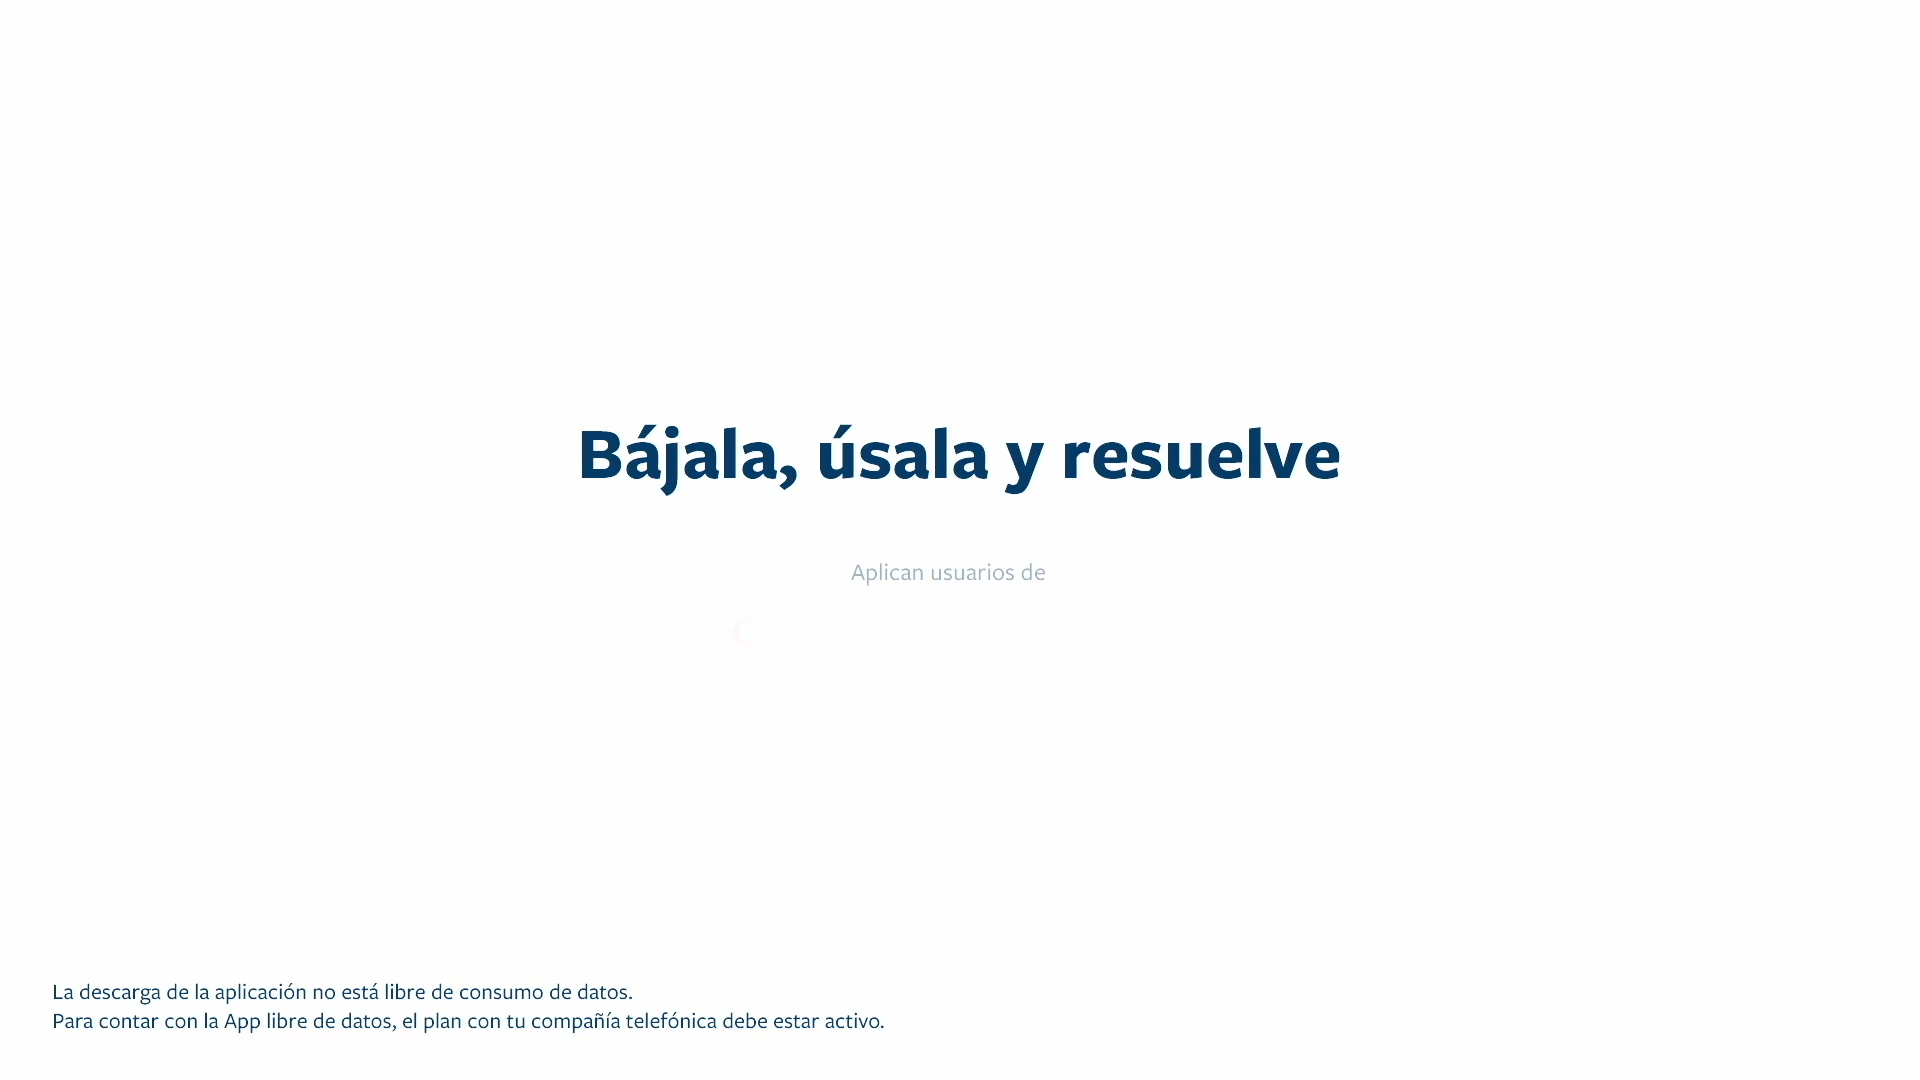 Bájala, úsala y resuelve
Aplican usuarios de
La descarga de la aplicación no está libre de consumo de datos.
Para contar con la App libre de datos, el plan con tu compañía telefónica debe estar activo.